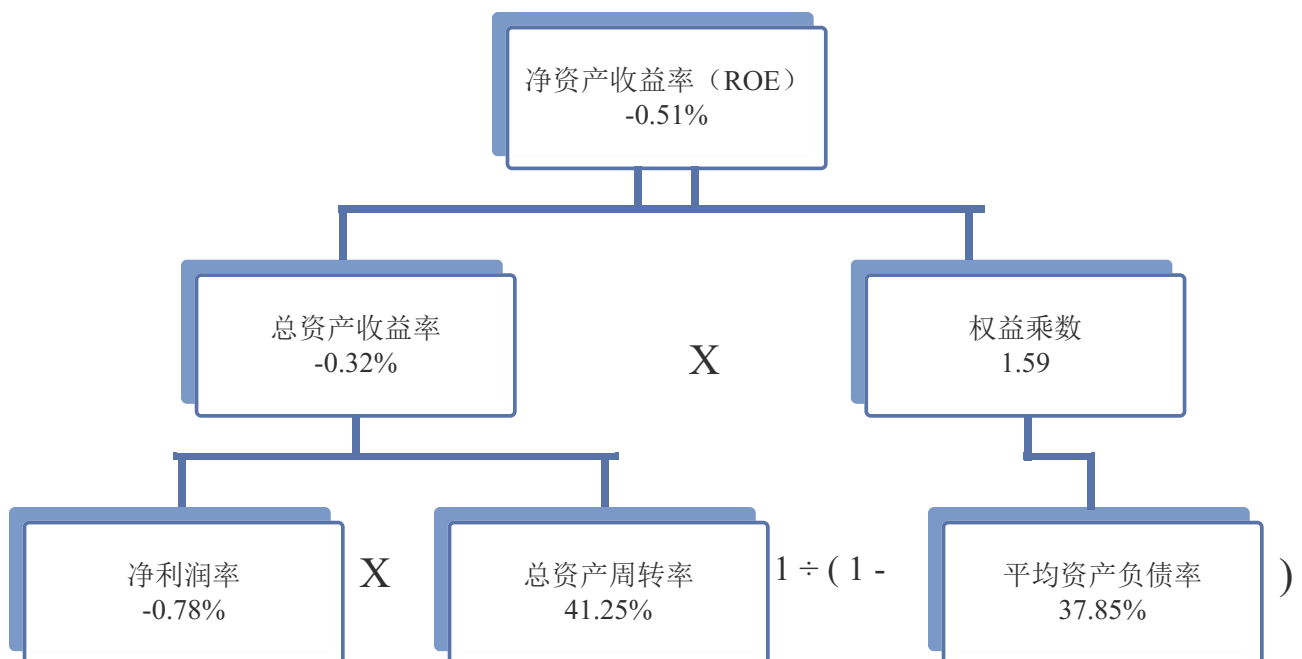 净资产收益率（ROE）
-0.51%
总资产收益率
-0.32%
X
权益乘数
1.59
净利润率
-0.78%
X
总资产周转率
41.25%
1 ÷ ( 1 -
平均资产负债率
37.85%
)